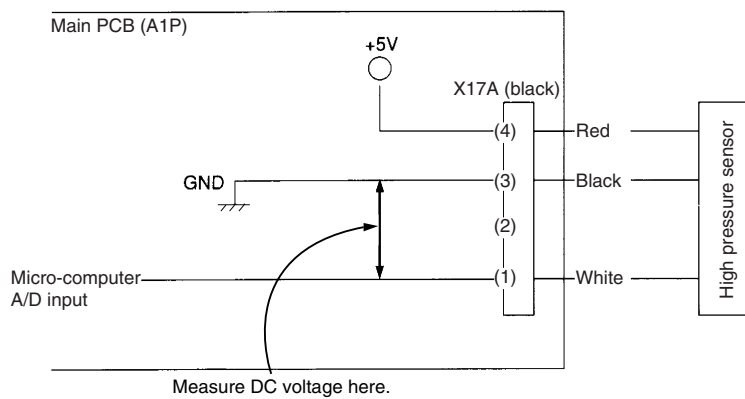 Main PCB (A1P)
+5V
X17A (black)
(4)
Red
GND
(3)
Black
(2)
Micro-computer
A/D input
(1)
White
High pressure sensor
Measure DC voltage here.